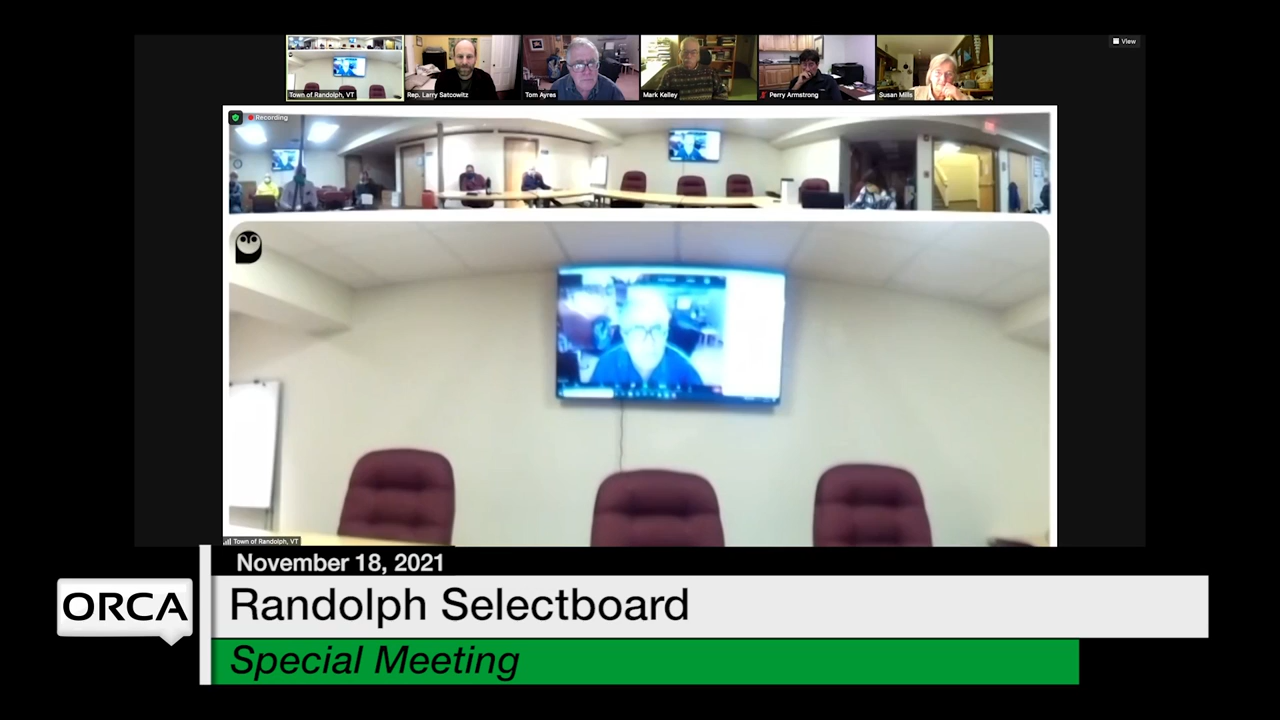 View
Town of Randolph, VT
Rep. Larry Satcowitz
Tom Ayres
Mark Kelley
Perry Armstrong
Susan Mills
Recording
Town of Randolph, VT
November 18, 2021
ORCA
Randolph Selectboard
Special Meeting